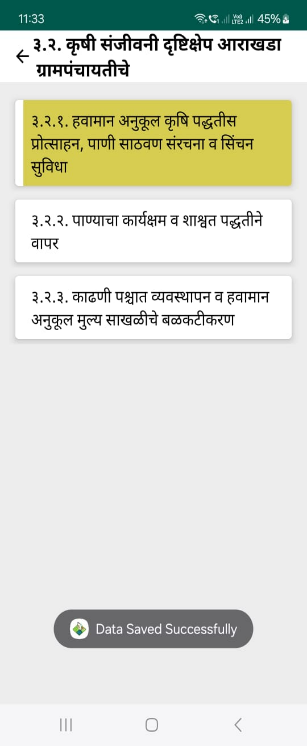 11:33
45%
३.२. कृषी संजीवनी दृष्टिक्षेप आराखडा
ग्रामपंचायतीचे
३.२.१. हवामान अनुकूल कृषि पद्धतीस
प्रोत्साहन, पाणी साठवण संरचना व सिंचन
सुविधा
३.२.२. पाण्याचा कार्यक्षम व शाश्वत पद्धतीने
वापर
३.२.३. काढणी पश्चात व्यवस्थापन व हवामान
अनुकूल मुल्य साखळीचे बळकटीकरण
Data Saved Successfully